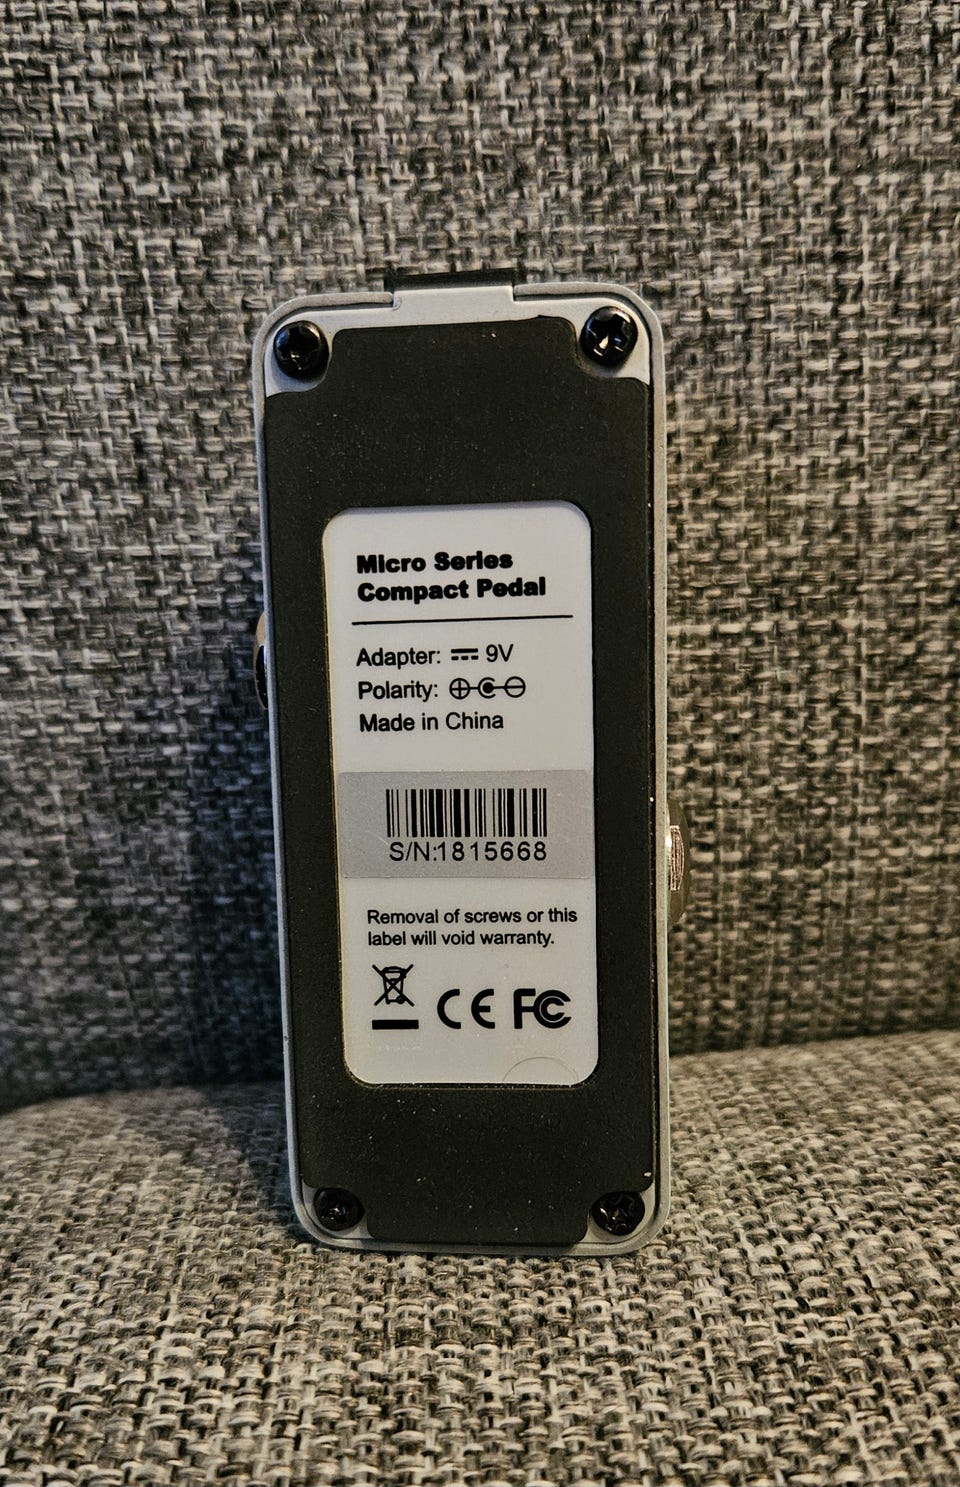 Micro Series
Compact Pedal
Adapter: 9V
Polarity:
Made in China
S/N:1815668
Removal of screws or this
label will void warranty.
CE FC